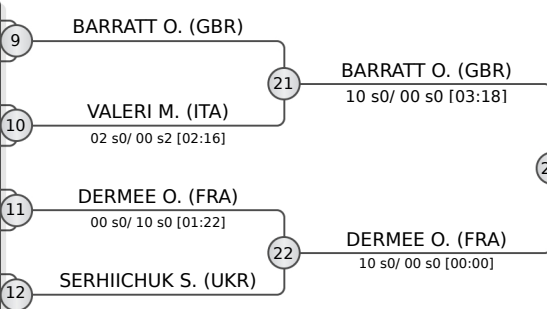 BARRATT O. (GBR)
9
21
BARRATT O. (GBR)
10 s0/ 00 s0 [03:18]
VALERI M. (ITA)
10
02 s0/ 00 s2 [02:16]
DERMEE O. (FRA)
11
00 s0/ 10 s0 [01:22]
22
DERMEE O. (FRA)
10 s0/ 00 s0 [00:00]
SERHIICHUK S. (UKR)
12